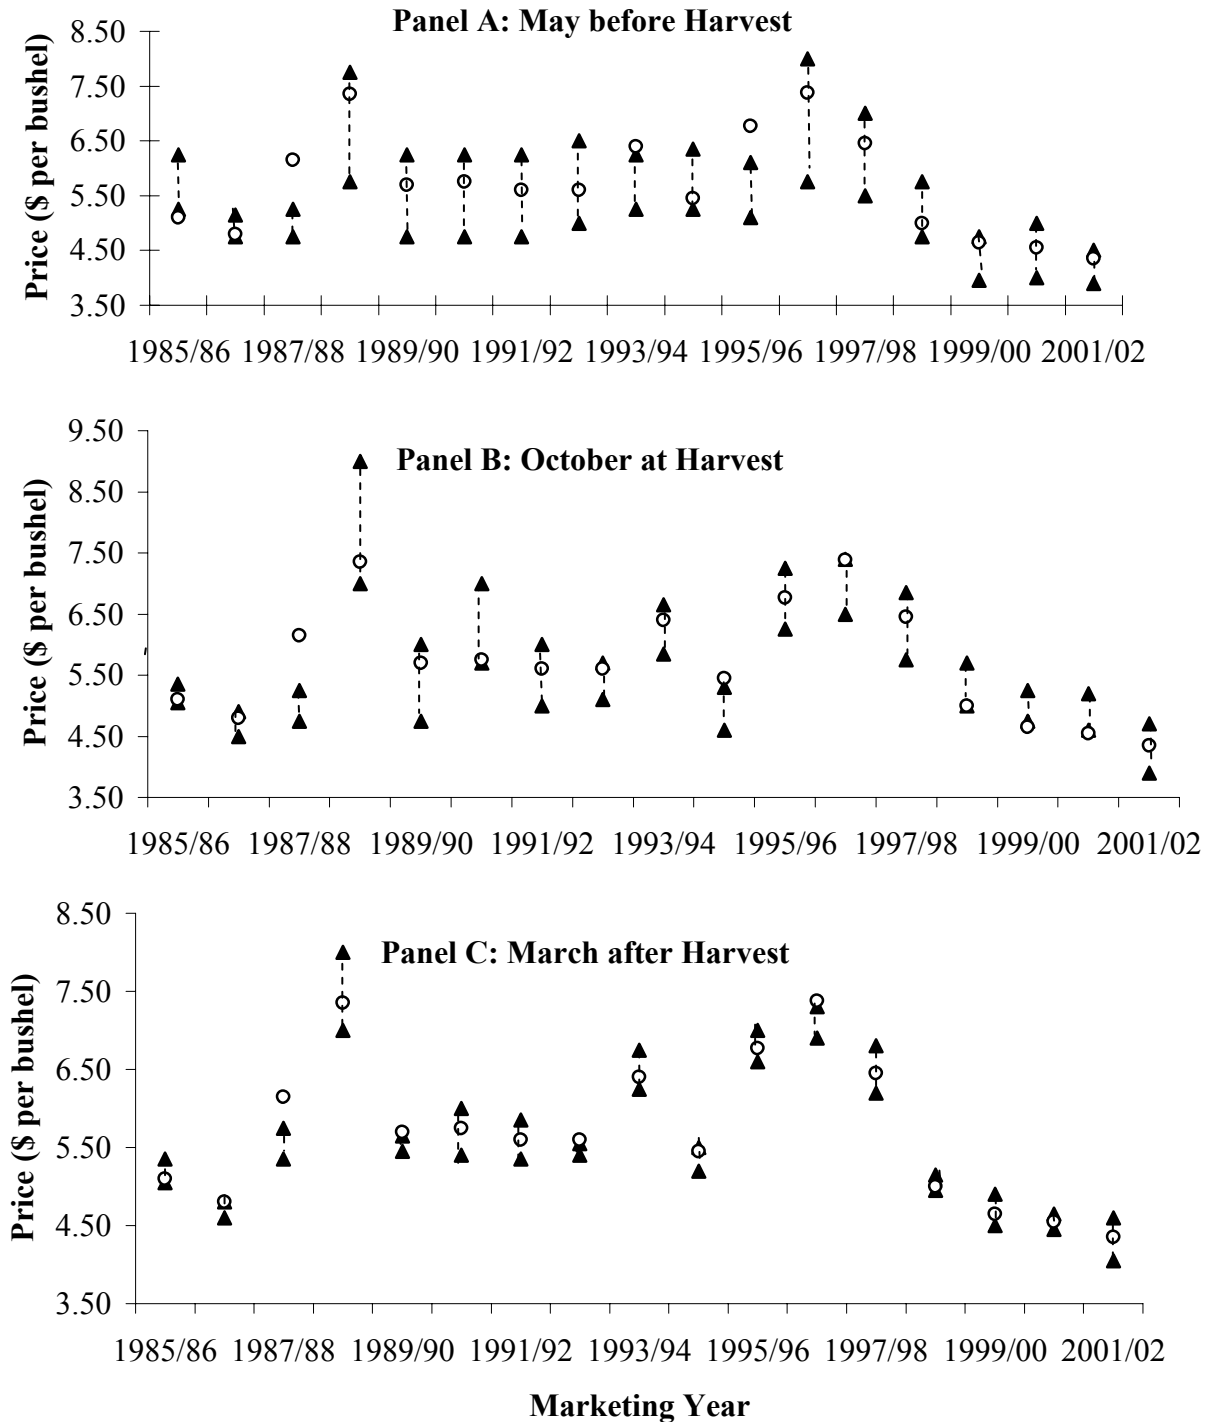 Panel A: May before Harvest
Price ($ per bushel)
8.50
7.50
6.50
5.50
4.50
3.50
1985/86 1987/88 1989/90 1991/92 1993/94 1995/96 1997/98 1999/00 2001/02
Panel B: October at Harvest
Price ($ per bushel)
9.50
8.50
7.50
6.50
5.50
4.50
3.50
1985/86 1987/88 1989/90 1991/92 1993/94 1995/96 1997/98 1999/00 2001/02
Panel C: March after Harvest
Price ($ per bushel)
8.50
7.50
6.50
5.50
4.50
3.50
1985/86 1987/88 1989/90 1991/92 1993/94 1995/96 1997/98 1999/00 2001/02
Marketing Year